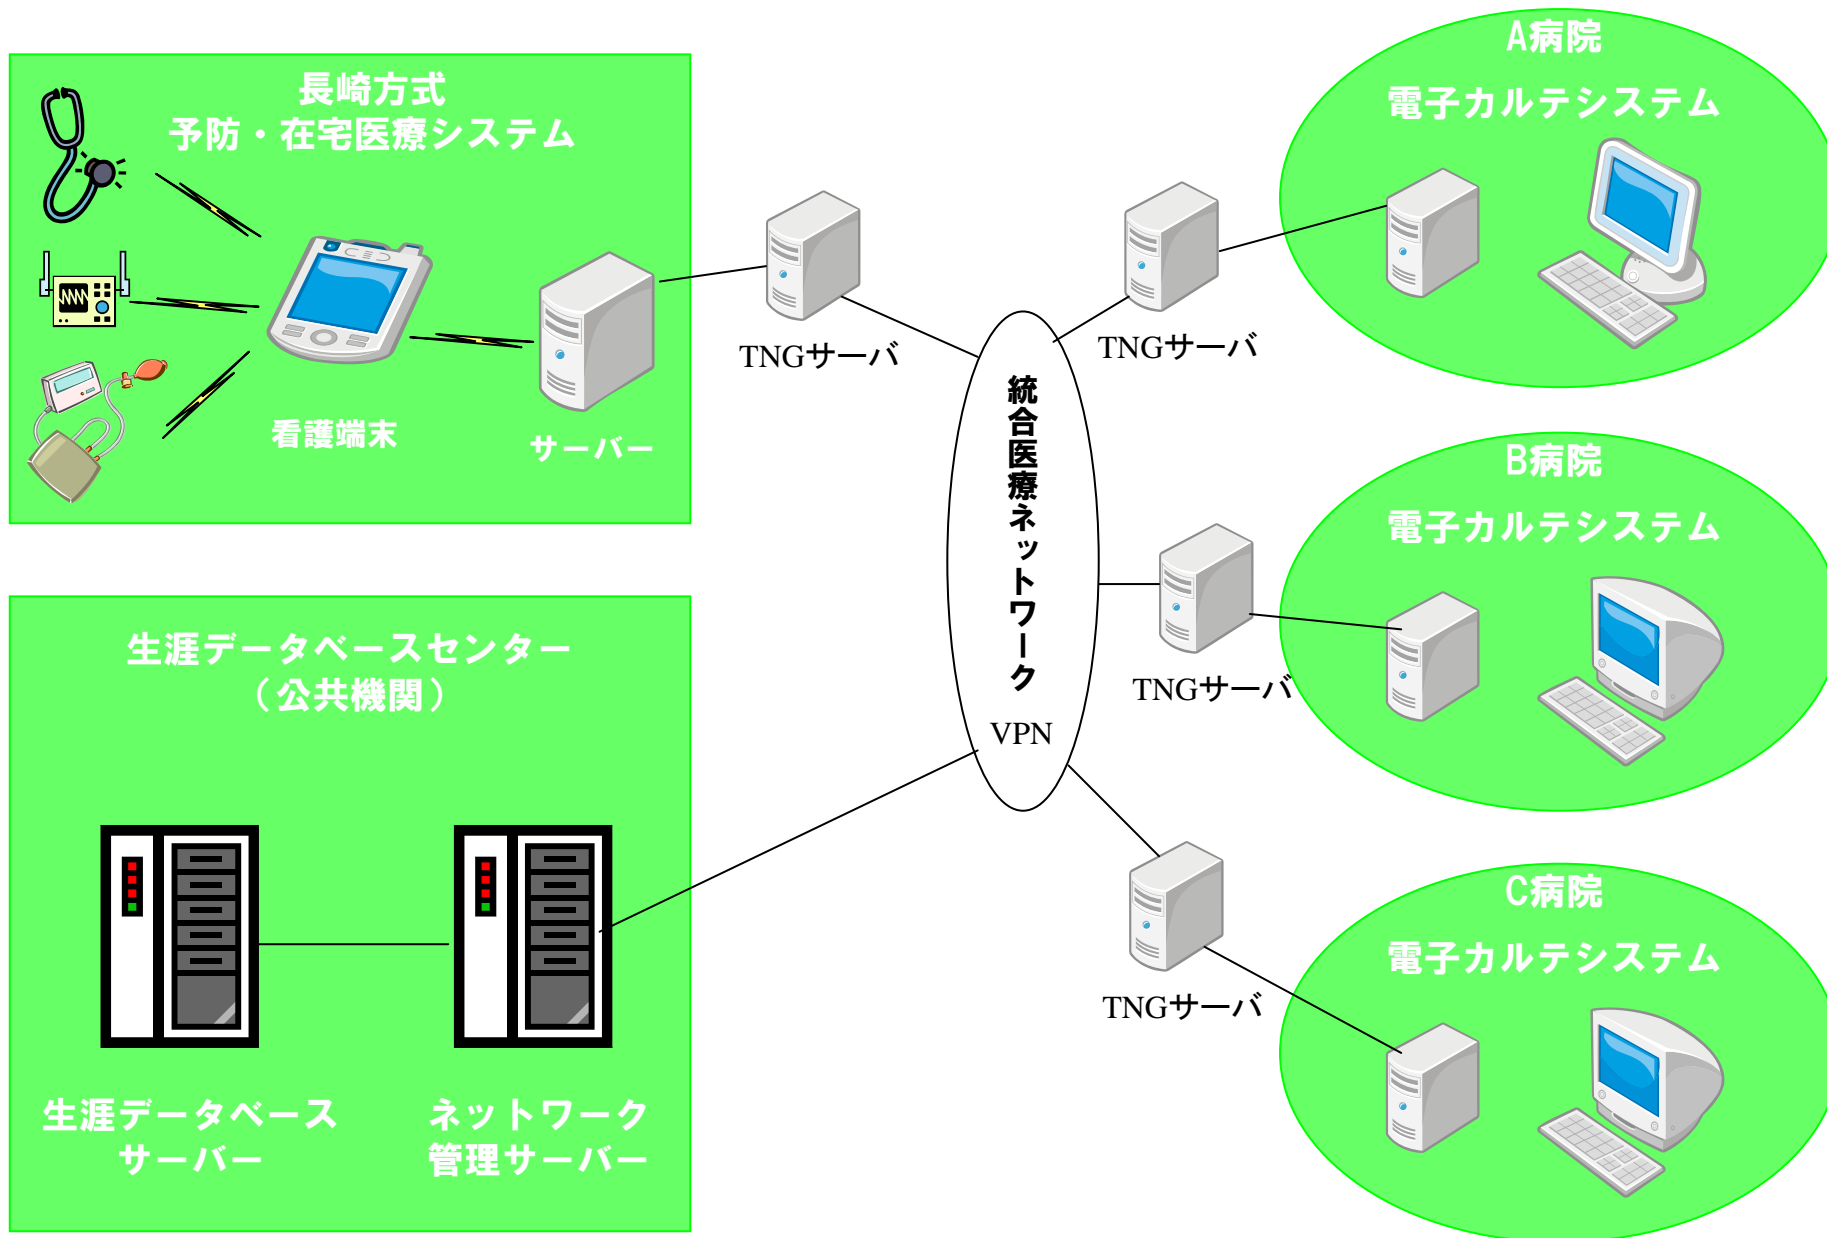 長崎方式
予防・在宅医療システム
看護端末
サーバー
TNGサーバ
生涯データベースセンター
（公共機関）
生涯データベース
サーバー
ネットワーク
管理サーバー
統合医療ネットワーク
VPN
TNGサーバ
A病院
電子カルテシステム
TNGサーバ
B病院
電子カルテシステム
TNGサーバ
C病院
電子カルテシステム